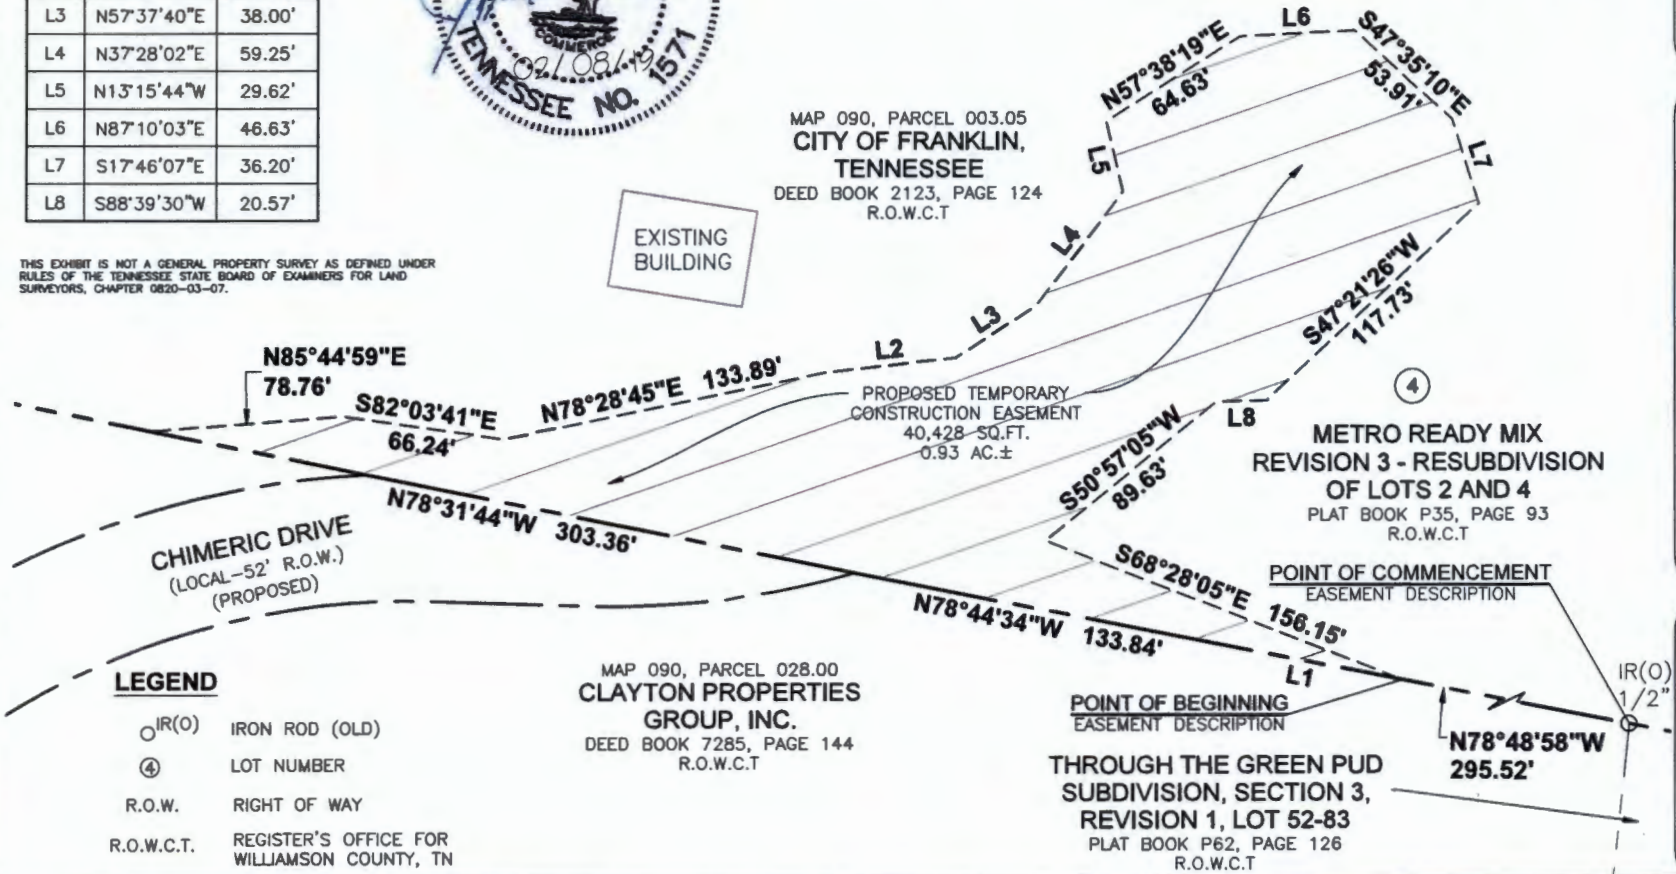 L3 N57°37'40"E 38.00'
L4 N37°28'02"E 59.25'
L5 N13°15'44"W 29.62'
L6 N87°10'03"E 46.63'
L7 S17°46'07"E 36.20'
L8 S88°39'30"W 20.57'
COMMERCE
02/08/19
TENNESSEE NO. 1571
THIS EXHIBIT IS NOT A GENERAL PROPERTY SURVEY AS DEFINED UNDER
RULES OF THE TENNESSEE STATE BOARD OF EXAMINERS FOR LAND
SURVEYORS, CHAPTER 0820-03-07.
MAP 090, PARCEL 003.05
CITY OF FRANKLIN,
TENNESSEE
DEED BOOK 2123, PAGE 124
R.O.W.C.T
EXISTING
BUILDING
L6
N57°38'19"E
64.63'
S47°35'10"E
53.91'
L5
L7
L4
L3
L2
S47°21'26"W
117.73'
N85°44'59"E
78.76'
S82°03'41"E
66.24'
N78°28'45"E 133.89'
PROPOSED TEMPORARY
CONSTRUCTION EASEMENT
40,428 SQ.FT.
0.93 AC.±
L8
S50°57'05"W
89.63'
4
METRO READY MIX
REVISION 3 - RESUBDIVISION
OF LOTS 2 AND 4
PLAT BOOK P35, PAGE 93
R.O.W.C.T
N78°31'44"W 303.36'
CHIMERIC DRIVE
(LOCAL-52' R.O.W.)
(PROPOSED)
S68°28'05"E 156.15'
N78°44'34"W 133.84'
L1
POINT OF COMMENCEMENT
EASEMENT DESCRIPTION
IR(O)
1/2"
POINT OF BEGINNING
EASEMENT DESCRIPTION
N78°48'58"W
295.52'
MAP 090, PARCEL 028.00
CLAYTON PROPERTIES
GROUP, INC.
DEED BOOK 7285, PAGE 144
R.O.W.C.T
THROUGH THE GREEN PUD
SUBDIVISION, SECTION 3,
REVISION 1, LOT 52-83
PLAT BOOK P62, PAGE 126
R.O.W.C.T
LEGEND
IR(O) IRON ROD (OLD)
4 LOT NUMBER
R.O.W. RIGHT OF WAY
R.O.W.C.T. REGISTER'S OFFICE FOR
WILLIAMSON COUNTY, TN